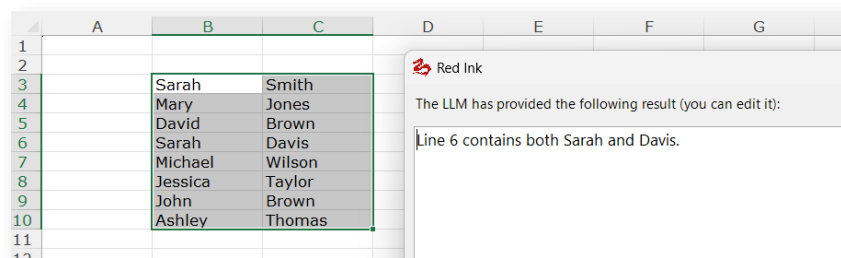 A B C D E F G
1
2
3 Sarah Smith
4 Mary Jones
5 David Brown
6 Sarah Davis
7 Michael Wilson
8 Jessica Taylor
9 John Brown
10 Ashley Thomas
11
12
Red Ink
The LLM has provided the following result (you can edit it):
Line 6 contains both Sarah and Davis.